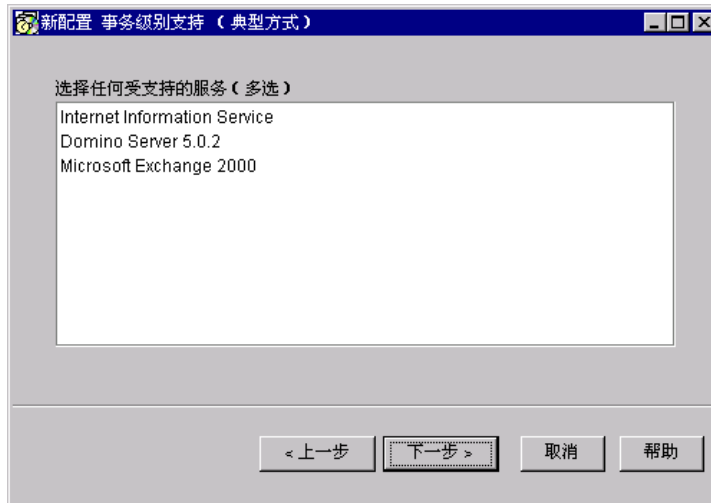 新配置 事务级别支持 （典型方式）
选择任何受支持的服务（多选）
Internet Information Service
Domino Server 5.0.2
Microsoft Exchange 2000
«上一步
下一步»
取消
帮助